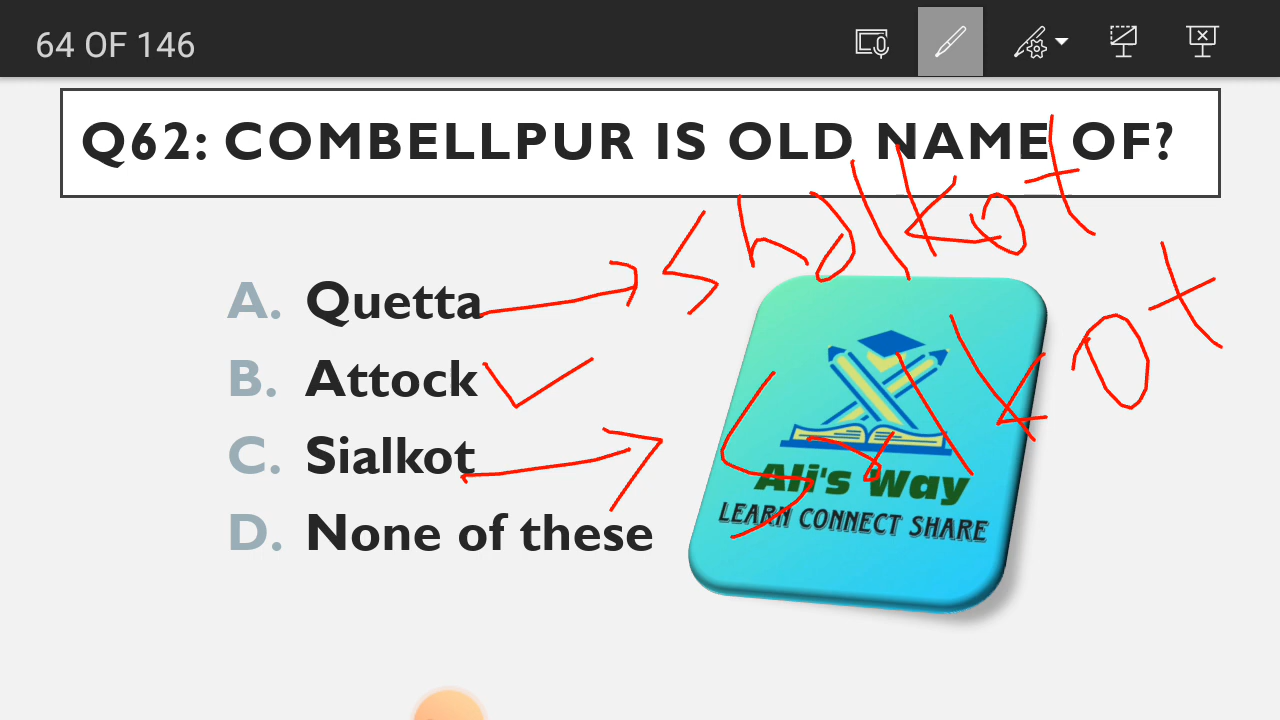 64 OF 146
Q62: COMBELLPUR IS OLD NAME OF?
Shalkot
A. Quetta
B. Attock
C. Sialkot
Salkot
D. None of these
Ali's Way
LEARN CONNECT SHARE